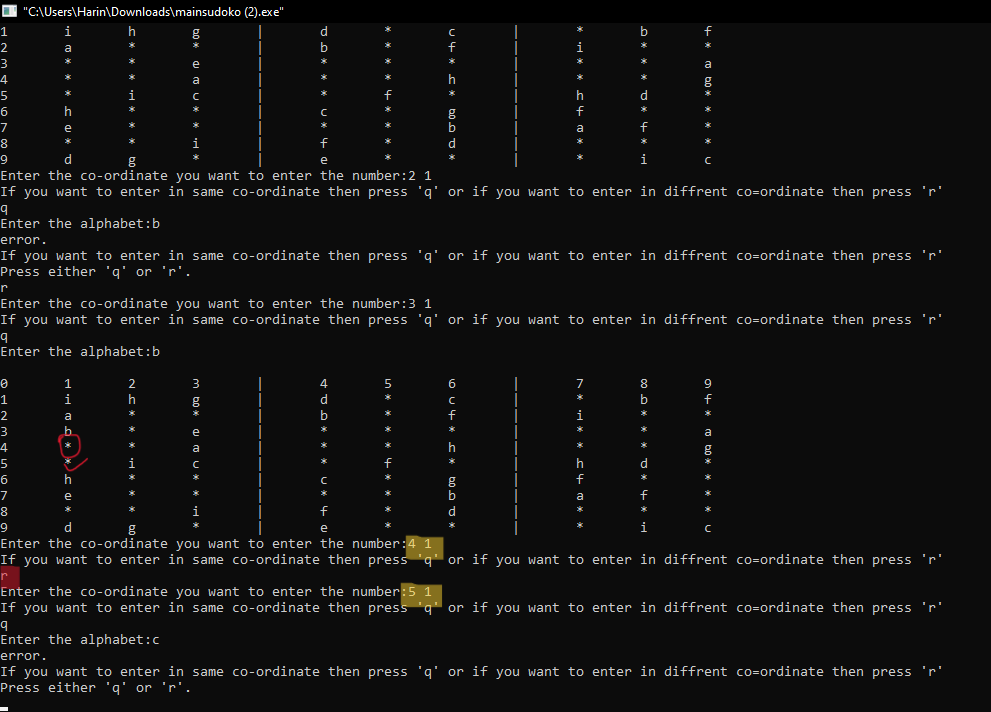 "C:\Users\Harin\Downloads\mainsudoko (2).exe"
1 i h g | d * c | * b f
2 a * * | b * f | i * *
3 * * e | * * * | * * a
4 * * a | * * h | * * g
5 * i c | * f * | h d *
6 h * * | c * g | f * *
7 e * * | * * b | a f *
8 * * i | f * d | * * *
9 d g * | e * * | * i c
Enter the co-ordinate you want to enter the number:2 1
If you want to enter in same co-ordinate then press 'q' or if you want to enter in diffrent co=ordinate then press 'r'
q
Enter the alphabet:b
error.
If you want to enter in same co-ordinate then press 'q' or if you want to enter in diffrent co=ordinate then press 'r'
Press either 'q' or 'r'.
r
Enter the co-ordinate you want to enter the number:3 1
If you want to enter in same co-ordinate then press 'q' or if you want to enter in diffrent co=ordinate then press 'r'
q
Enter the alphabet:b
0 1 2 3 | 4 5 6 | 7 8 9
1 i h g | d * c | * b f
2 a * * | b * f | i * *
3 b * e | * * * | * * a
4 * * a | * * h | * * g
5 * i c | * f * | h d *
6 h * * | c * g | f * *
7 e * * | * * b | a f *
8 * * i | f * d | * * *
9 d g * | e * * | * i c
Enter the co-ordinate you want to enter the number:4 1
If you want to enter in same co-ordinate then press 'q' or if you want to enter in diffrent co=ordinate then press 'r'
r
Enter the co-ordinate you want to enter the number:5 1
If you want to enter in same co-ordinate then press 'q' or if you want to enter in diffrent co=ordinate then press 'r'
q
Enter the alphabet:c
error.
If you want to enter in same co-ordinate then press 'q' or if you want to enter in diffrent co=ordinate then press 'r'
Press either 'q' or 'r'.